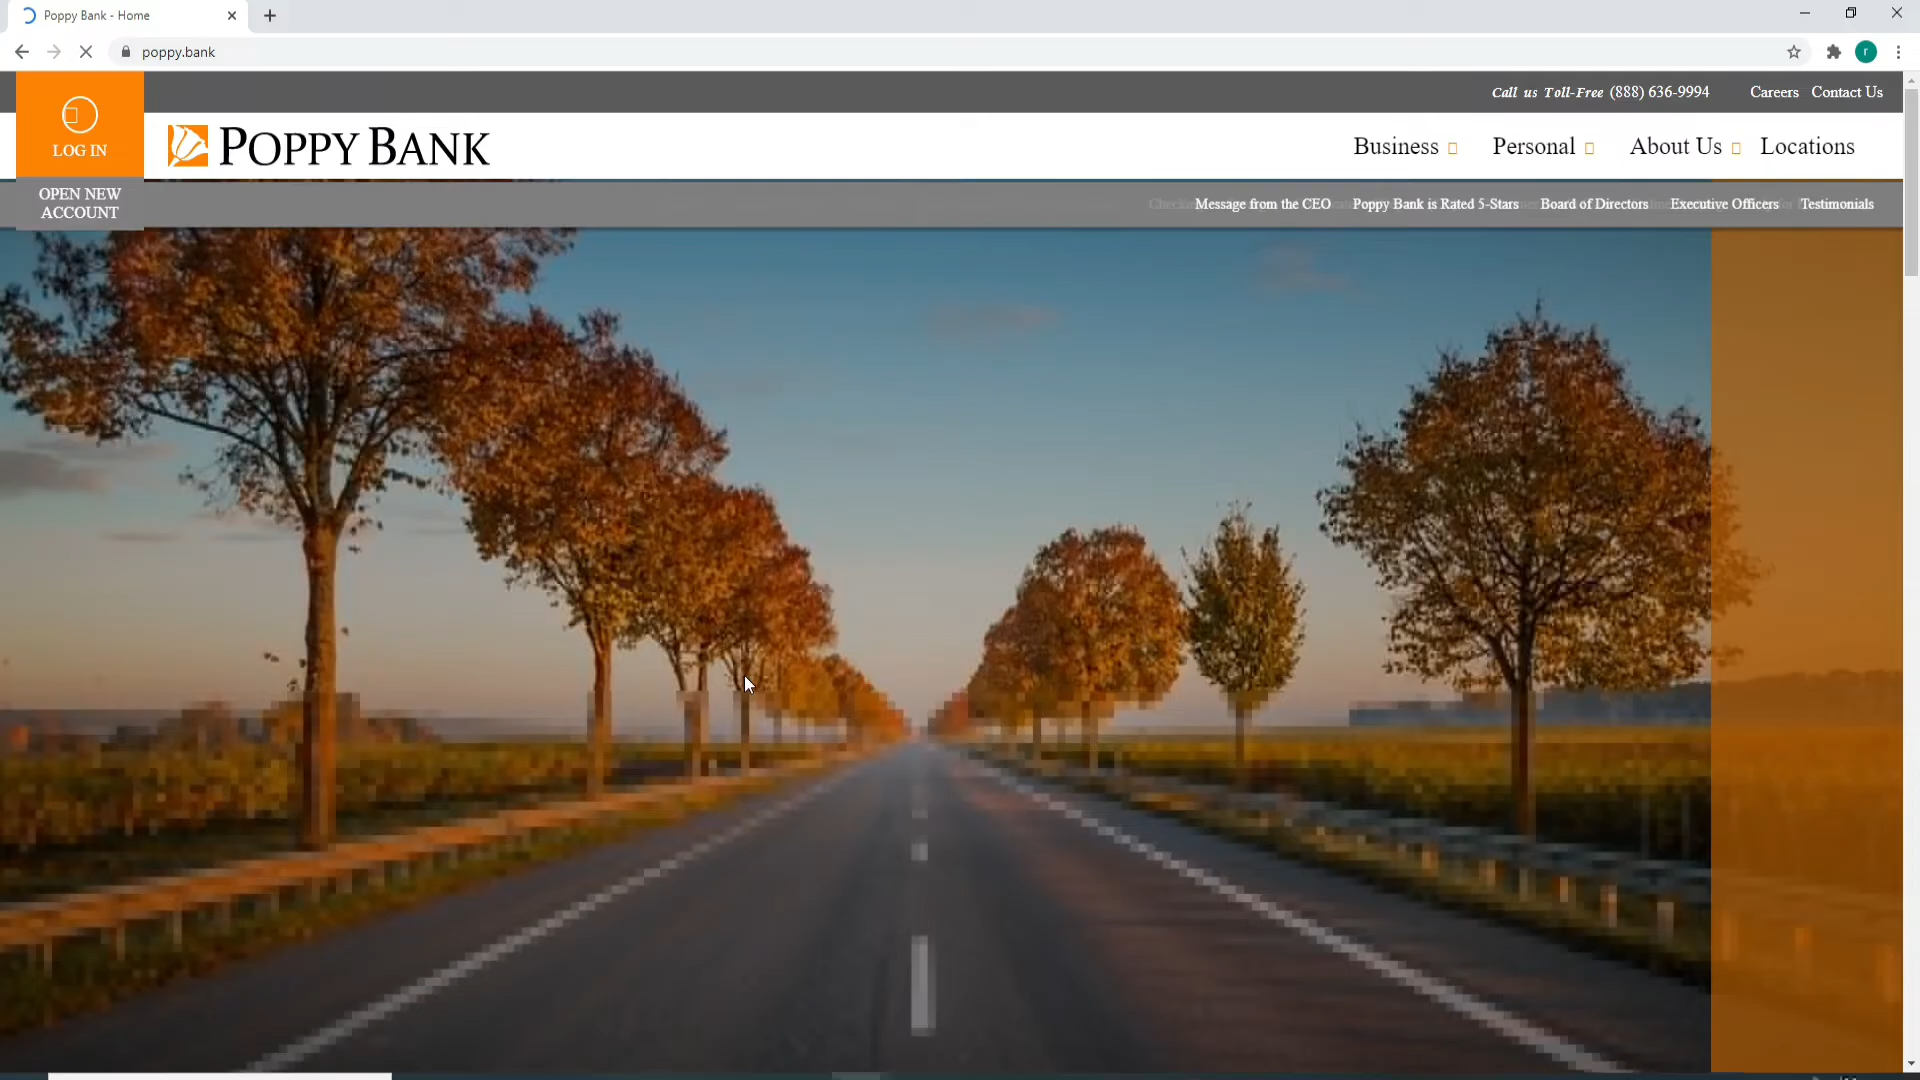 Poppy Bank - Home
poppy.bank
r
Call us Toll-Free (888) 636-9994 Careers Contact Us
LOG IN
POPPY BANK
Business Personal About Us Locations
OPEN NEW
ACCOUNT
Message from the CEO Poppy Bank is Rated 5-Stars Board of Directors Executive Officers Testimonials